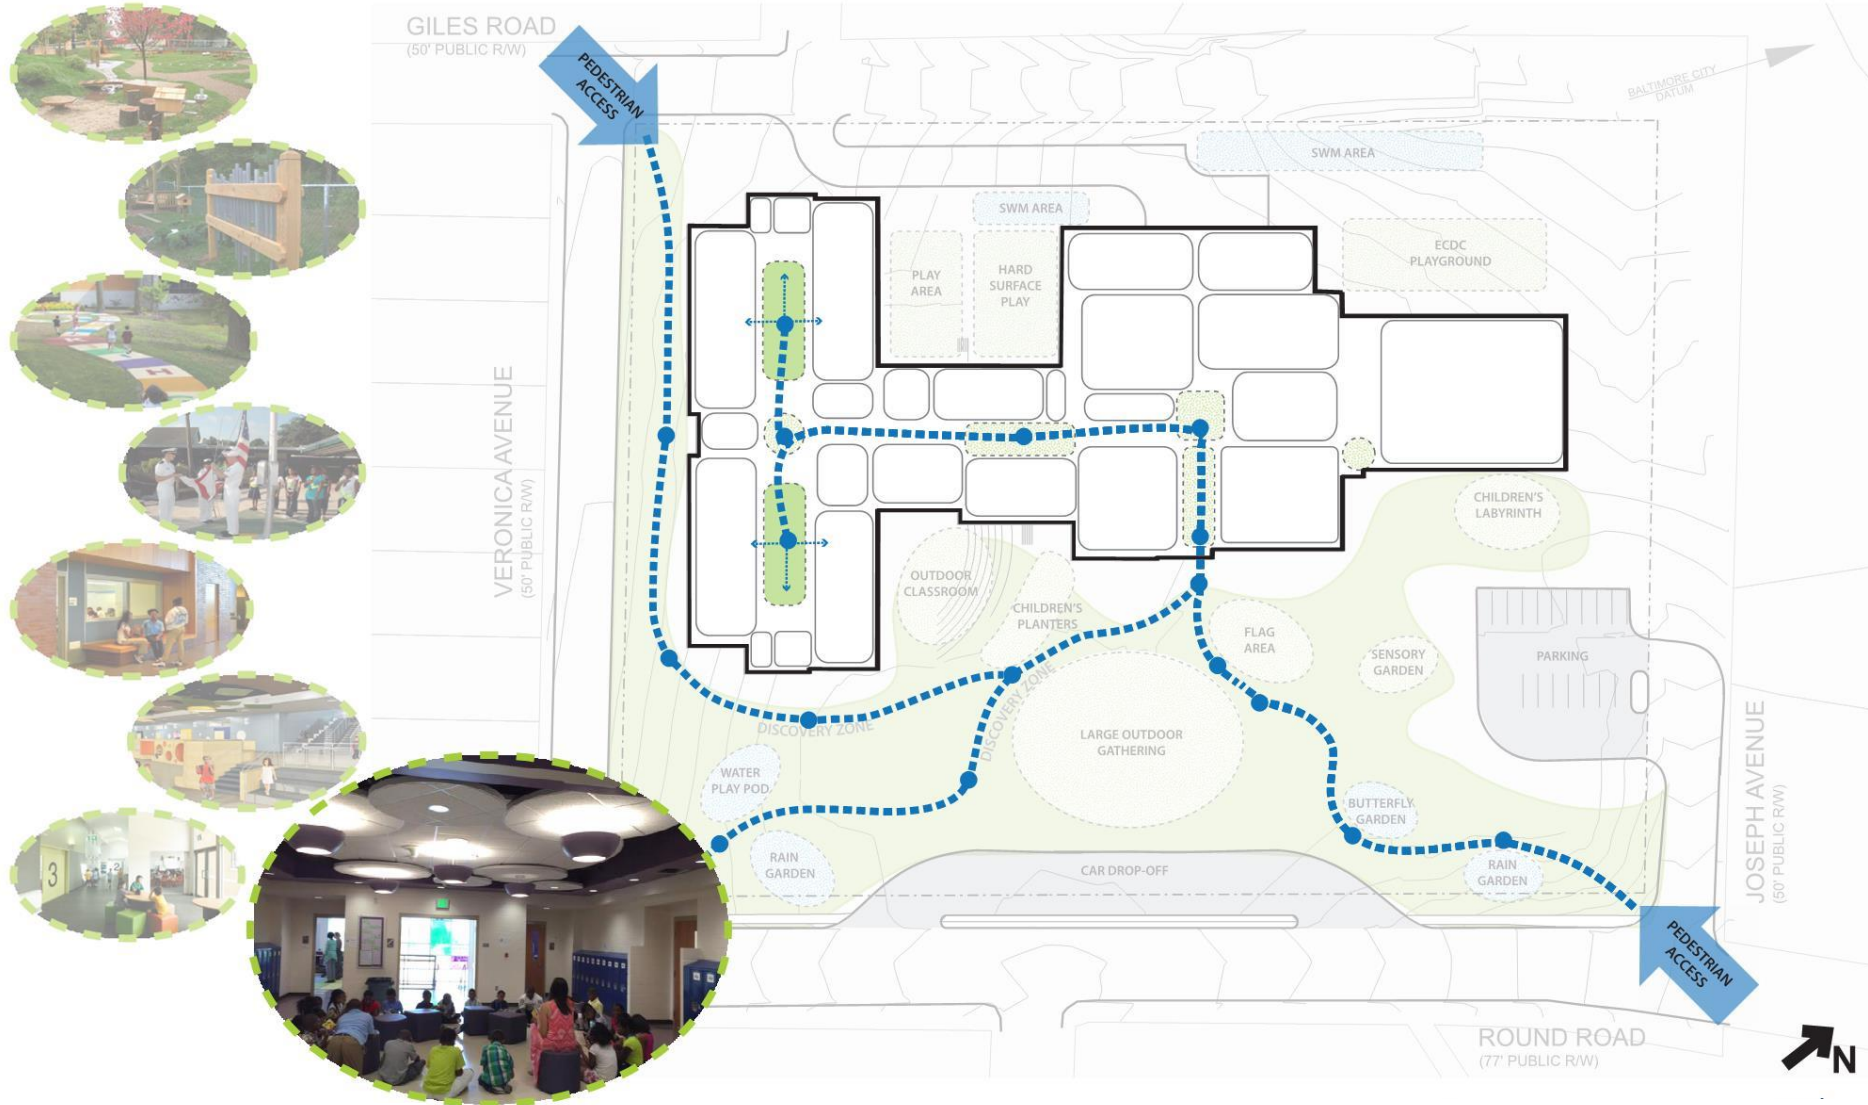 GILES ROAD
(50' PUBLIC R/W)
PEDESTRIAN
ACCESS
BALTIMORE CITY
DATUM
SWM AREA
SWM AREA
PLAY
AREA
HARD
SURFACE
PLAY
ECDC
PLAYGROUND
VERONICA AVENUE
(50' PUBLIC R/W)
CHILDREN'S
LABYRINTH
OUTDOOR
CLASSROOM
CHILDREN'S
PLANTERS
FLAG
AREA
SENSORY
GARDEN
PARKING
DISCOVERY ZONE
DISCOVERY ZONE
LARGE OUTDOOR
GATHERING
WATER
PLAY POD
BUTTERFLY
GARDEN
RAIN
GARDEN
CAR DROP-OFF
RAIN
GARDEN
JOSEPH AVENUE
(50' PUBLIC R/W)
PEDESTRIAN
ACCESS
ROUND ROAD
(77' PUBLIC R/W)
N
H
3
2